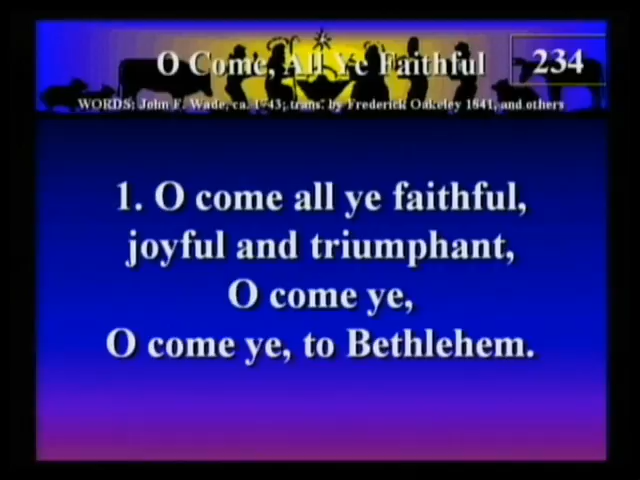 O Come, All Ye Faithful
234
WORDS: John F. Wade, ca. 1743; trans. by Frederick Oakeley 1841, and others
1. O come all ye faithful,
joyful and triumphant,
O come ye,
O come ye, to Bethlehem.